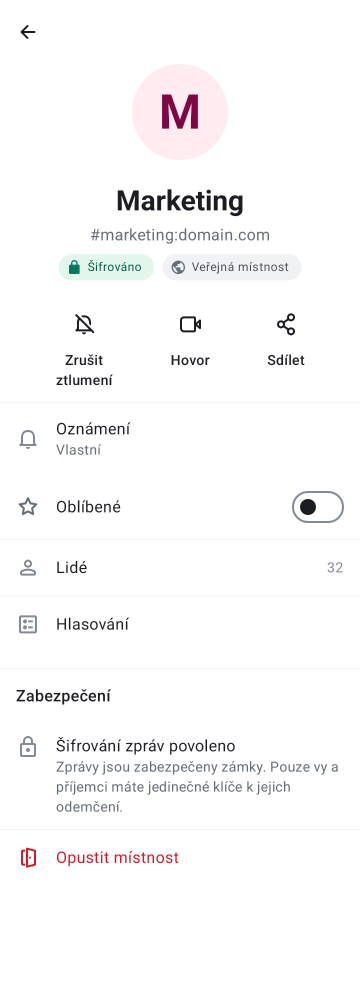 M
Marketing
#marketing:domain.com
Šifrováno
Veřejná místnost
Zrušit
ztlumení
Hovor
Sdílet
Oznámení
Vlastní
Oblíbené
Lidé
32
Hlasování
Zabezpečení
Šifrování zpráv povoleno
Zprávy jsou zabezpečeny zámky. Pouze vy a
příjemci máte jedinečné klíče k jejich
odemčení.
Opustit místnost